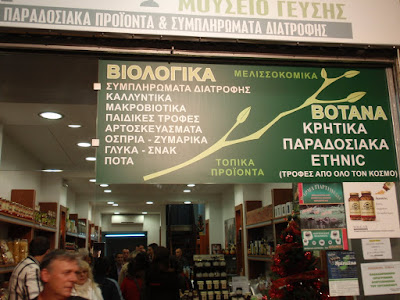 ΜΟΥΣΕΙΟ ΓΕΥΣΗΣ
ΠΑΡΑΔΟΣΙΑΚΑ ΠΡΟΪΟΝΤΑ & ΣΥΜΠΛΗΡΩΜΑΤΑ ΔΙΑΤΡΟΦΗΣ
ΒΙΟΛΟΓΙΚΑ
ΣΥΜΠΛΗΡΩΜΑΤΑ ΔΙΑΤΡΟΦΗΣ
ΚΑΛΛΥΝΤΙΚΑ
ΜΑΚΡΟΒΙΟΤΙΚΑ
ΠΑΙΔΙΚΕΣ ΤΡΟΦΕΣ
ΑΡΤΟΣΚΕΥΑΣΜΑΤΑ
ΟΣΠΡΙΑ - ΖΥΜΑΡΙΚΑ
ΓΛΥΚΑ - ΣΝΑΚ
ΠΟΤΑ
ΜΕΛΙΣΣΟΚΟΜΙΚΑ
ΤΟΠΙΚΑ
ΠΡΟΪΟΝΤΑ
ΒΟΤΑΝΑ
ΚΡΗΤΙΚΑ
ΠΑΡΑΔΟΣΙΑΚΑ
ETHNIC
(ΤΡΟΦΕΣ ΑΠΟ ΟΛΟ ΤΟΝ ΚΟΣΜΟ)